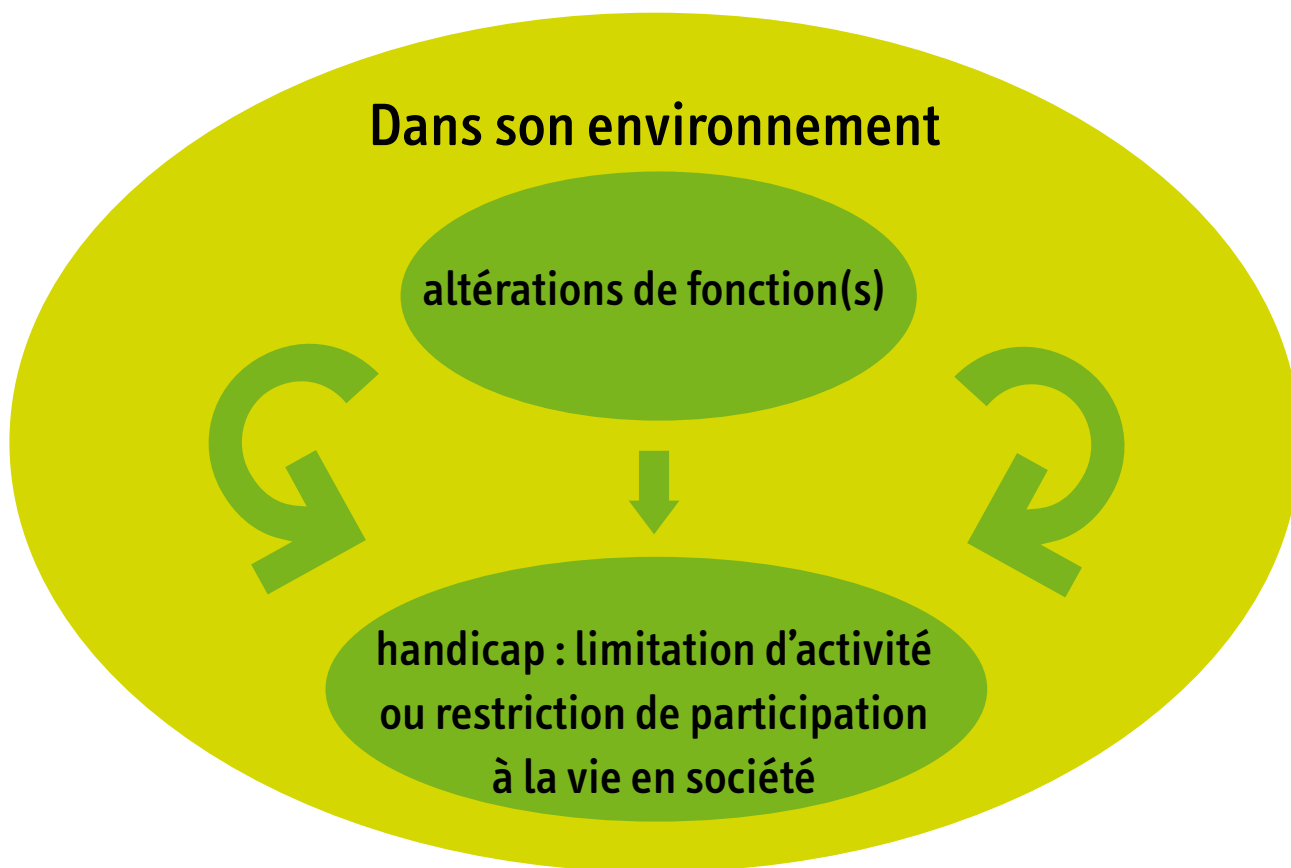 Dans son environnement
altérations de fonction(s)
handicap : limitation d’activité
ou restriction de participation
à la vie en société